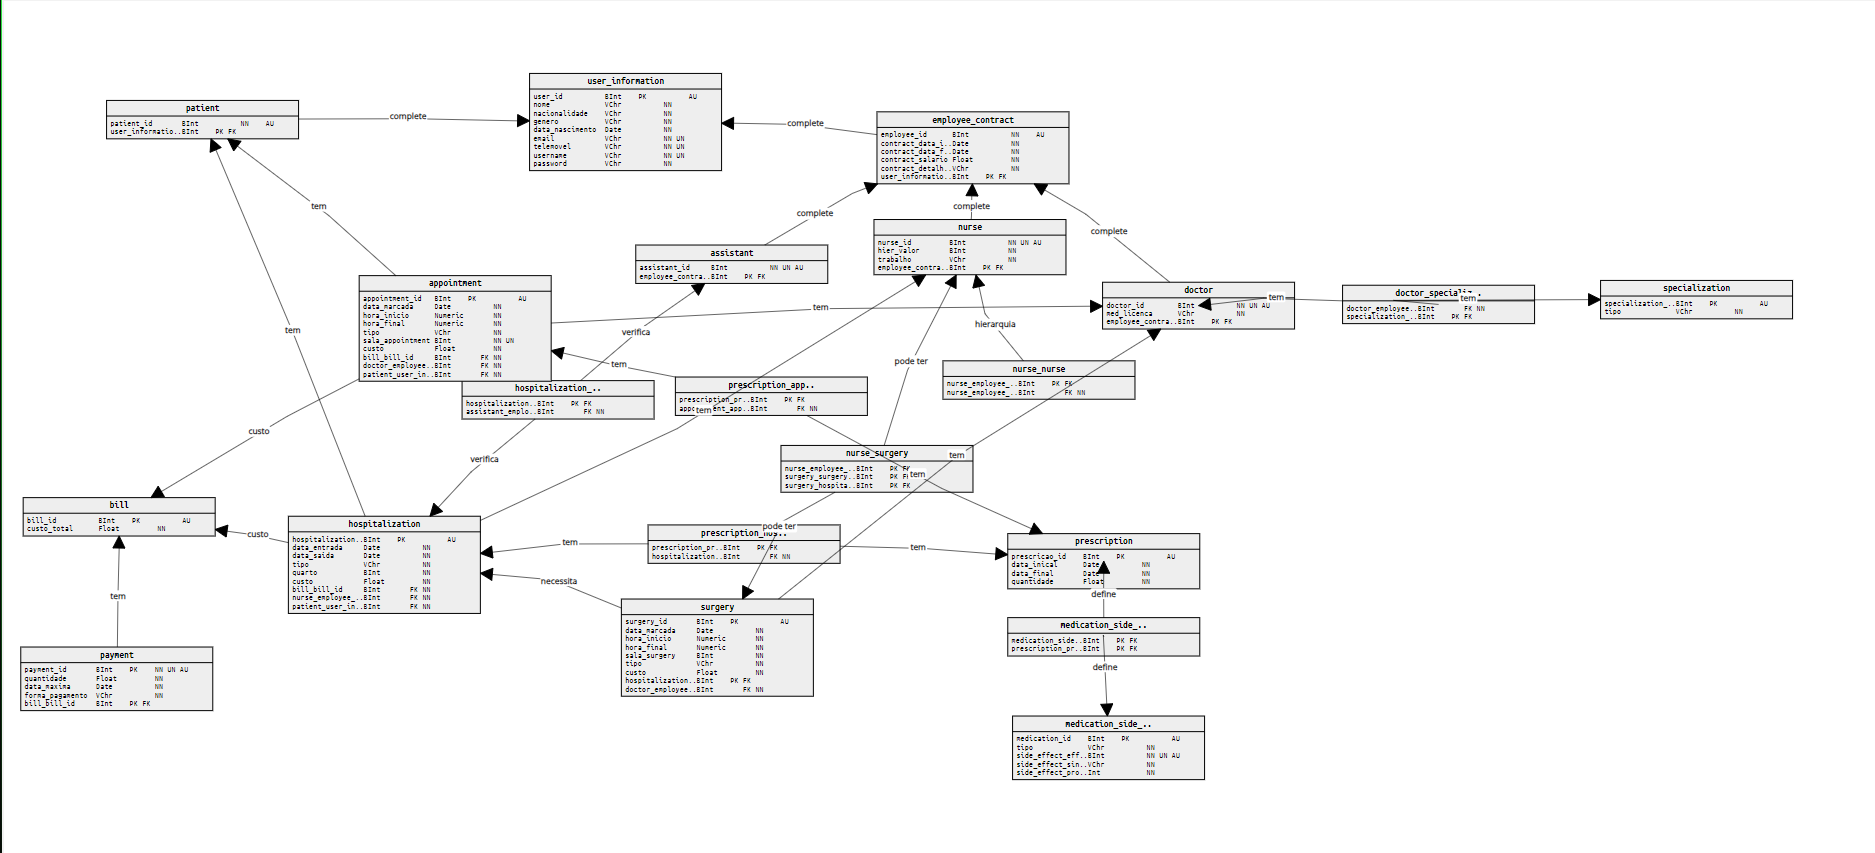 user_information
user_id BInt PK AU
nome VChr NN
nacionalidade VChr NN
genero VChr NN
data_nascimento Date NN
email VChr NN UN
telemovel VChr NN UN
username VChr NN UN
password VChr NN
patient
patient_id BInt NN AU
user_informatio..BInt PK FK
complete
complete
employee_contract
employee_id BInt NN AU
contract_data_i..Date NN
contract_data_f..Date NN
contract_salario Float NN
contract_detalh..VChr NN
user_informatio..BInt PK FK
tem
complete
complete
complete
nurse
nurse_id BInt NN UN AU
hier_valor BInt NN
trabalho VChr NN
employee_contra..BInt PK FK
assistant
assistant_id BInt NN UN AU
employee_contra..BInt PK FK
appointment
appointment_id BInt PK AU
data_marcada Date NN
hora_inicio Numeric NN
hora_final Numeric NN
tipo VChr NN
sala_appointment BInt NN UN
custo Float NN
bill_bill_id BInt FK NN
doctor_employee..BInt FK NN
patient_user_in..BInt FK NN
doctor
doctor_id BInt NN UN AU
med_licenca VChr NN
employee_contra..BInt PK FK
tem
doctor_speciali..
doctor_employee..BInt FK NN
specialization_..BInt PK FK
tem
specialization
specialization_..BInt PK AU
tipo VChr NN
tem
tem
verifica
hierarquia
pode ter
tem
nurse_nurse
nurse_employee_..BInt PK FK
nurse_employee_..BInt FK NN
hospitalization_..
hospitalization..BInt PK FK
assistant_emplo..BInt FK NN
prescription_app..
prescription_pr..BInt PK FK
ent_app..BInt FK NN
tem
custo
verifica
nurse_surgery
nurse_employee_..BInt PK FK
surgery_surgery..BInt PK
surgery_hospita..BInt PK FK
tem
tem
bill
bill_id BInt PK AU
custo_total Float NN
custo
hospitalization
hospitalization..BInt PK AU
data_entrada Date NN
data_saida Date NN
tipo VChr NN
quarto BInt NN
custo Float NN
bill_bill_id BInt FK NN
nurse_employee_..BInt FK NN
patient_user_in..BInt FK NN
tem
pode ter
prescription_hos..
prescription_pr..BInt PK FK
hospitalization..BInt FK NN
tem
prescription
prescricao_id BInt PK AU
data_inical Date NN
data_final Date NN
quantidade Float NN
necessita
define
tem
surgery
surgery_id BInt PK AU
data_marcada Date NN
hora_inicio Numeric NN
hora_final Numeric NN
sala_surgery BInt NN
tipo VChr NN
custo Float NN
hospitalization..BInt PK FK
doctor_employee..BInt FK NN
medication_side_..
medication_side..BInt PK FK
prescription_pr..BInt PK FK
define
payment
payment_id BInt PK NN UN AU
quantidade Float NN
data_maxima Date NN
forma_pagamento VChr NN
bill_bill_id BInt PK FK
medication_side_..
medication_id BInt PK AU
tipo VChr NN
side_effect_eff..BInt NN UN AU
side_effect_sin..VChr NN
side_effect_pro..Int NN